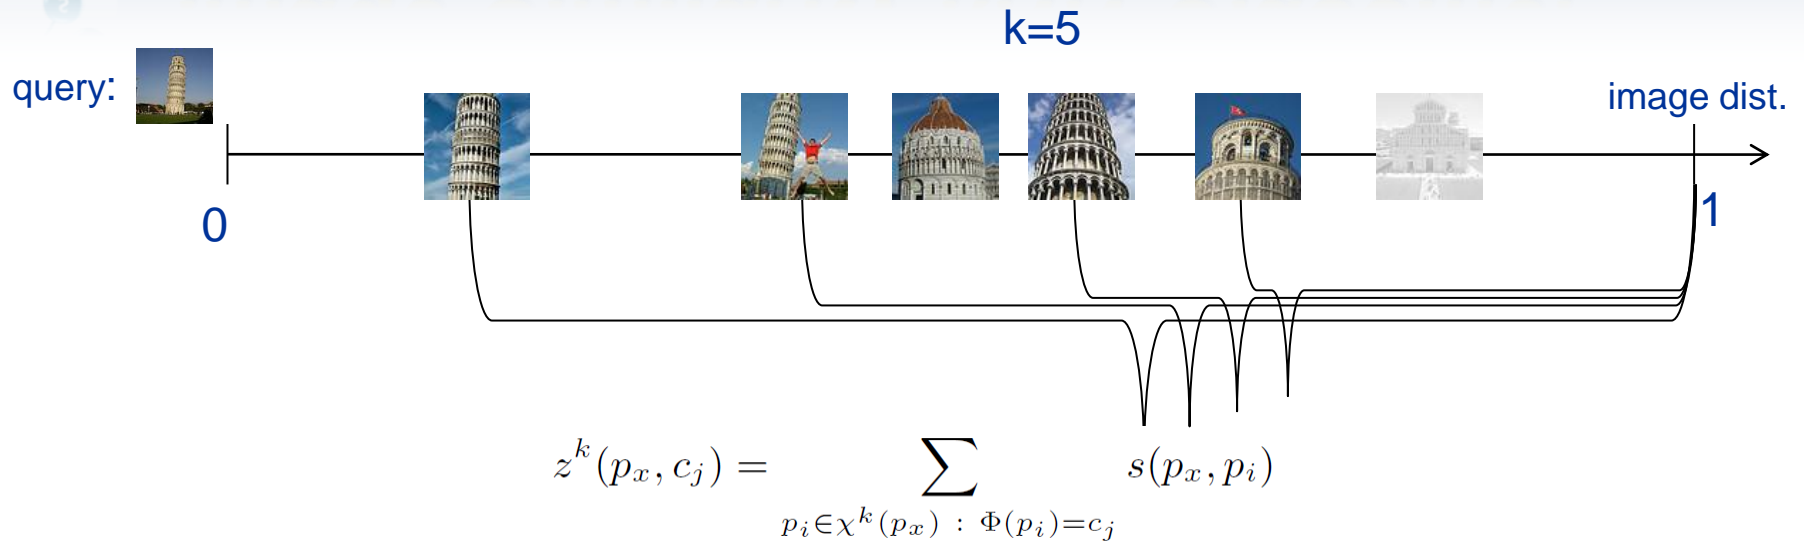 k=5
query:
image dist.
0
1
z^k(p_x, c_j) = ∑ s(p_x, p_i)
p_i∈χ^k(p_x) : Φ(p_i)=c_j